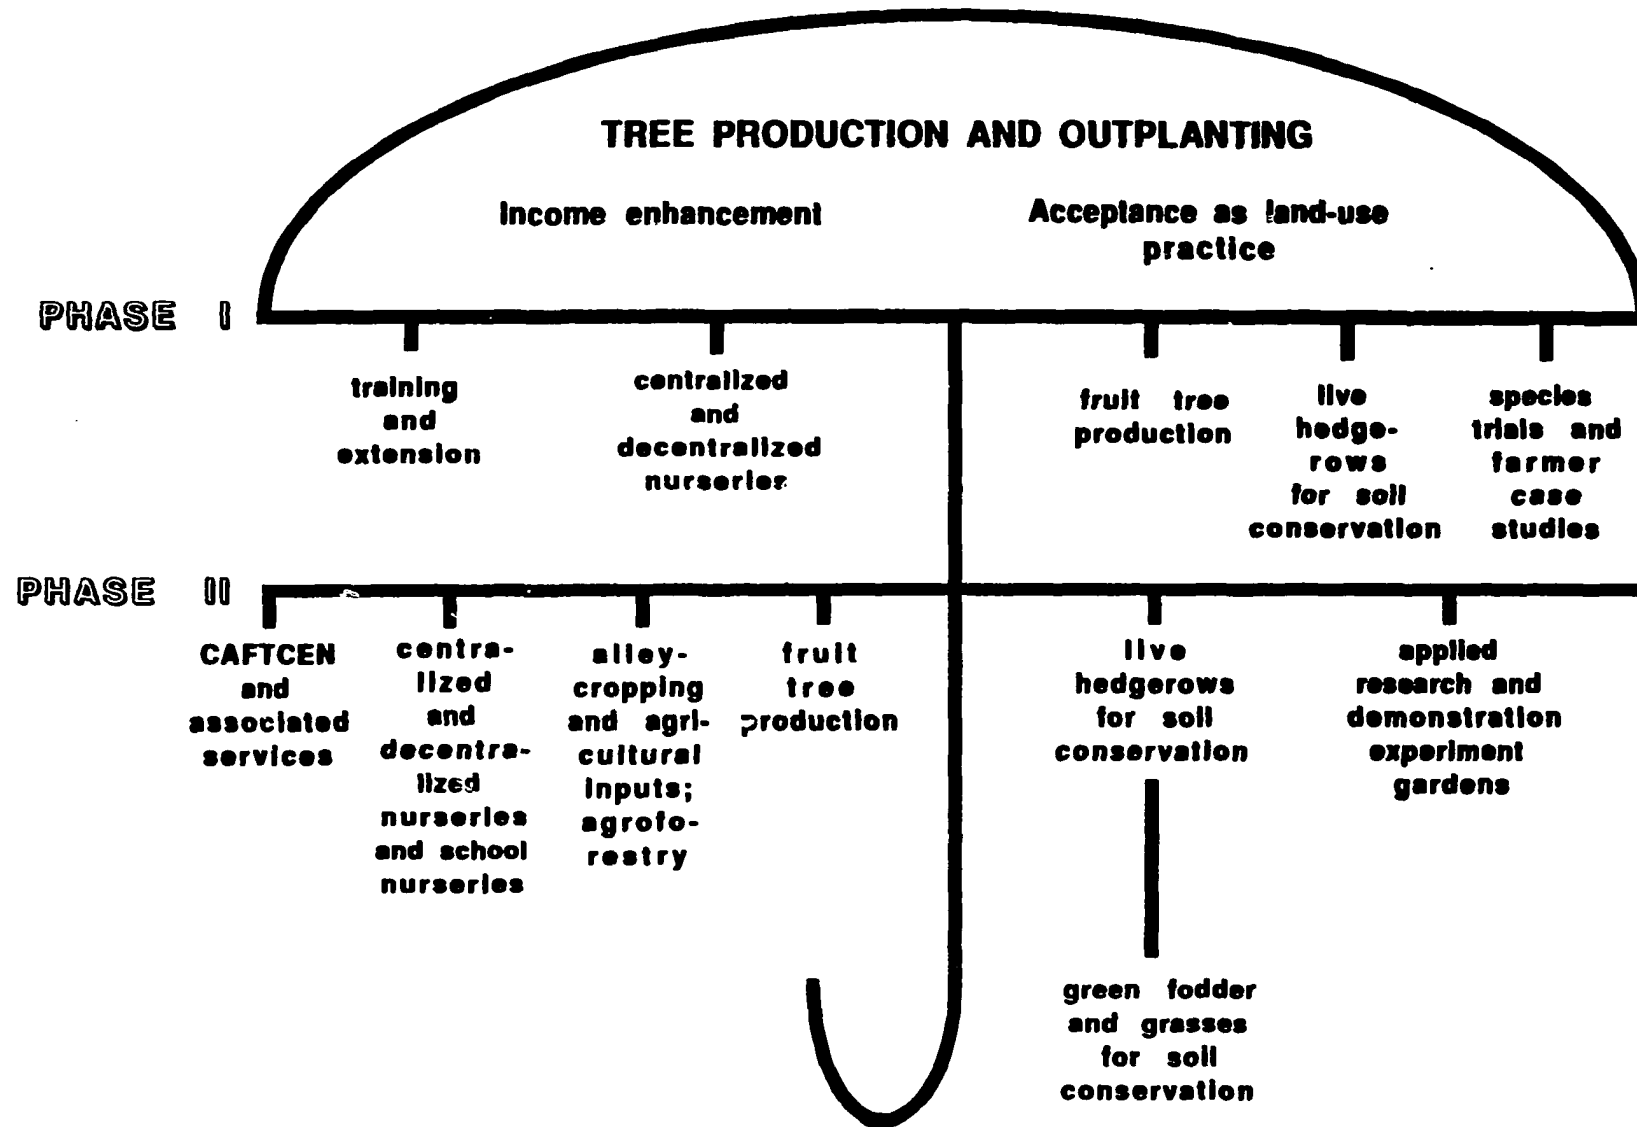 TREE PRODUCTION AND OUTPLANTING
Income enhancement
Acceptance as land-use
practice
PHASE I
training
and
extension
centralized
and
decentralized
nurseries
fruit tree
production
live
hedge-
rows
for soil
conservation
species
trials and
farmer
case
studies
PHASE II
CAFTCEN
and
associated
services
centra-
lized
and
decentra-
lized
nurseries
and school
nurseries
alley-
cropping
and agri-
cultural
inputs;
agrofo-
restry
fruit
tree
production
live
hedgerows
for soil
conservation
applied
research and
demonstration
experiment
gardens
green fodder
and grasses
for soil
conservation